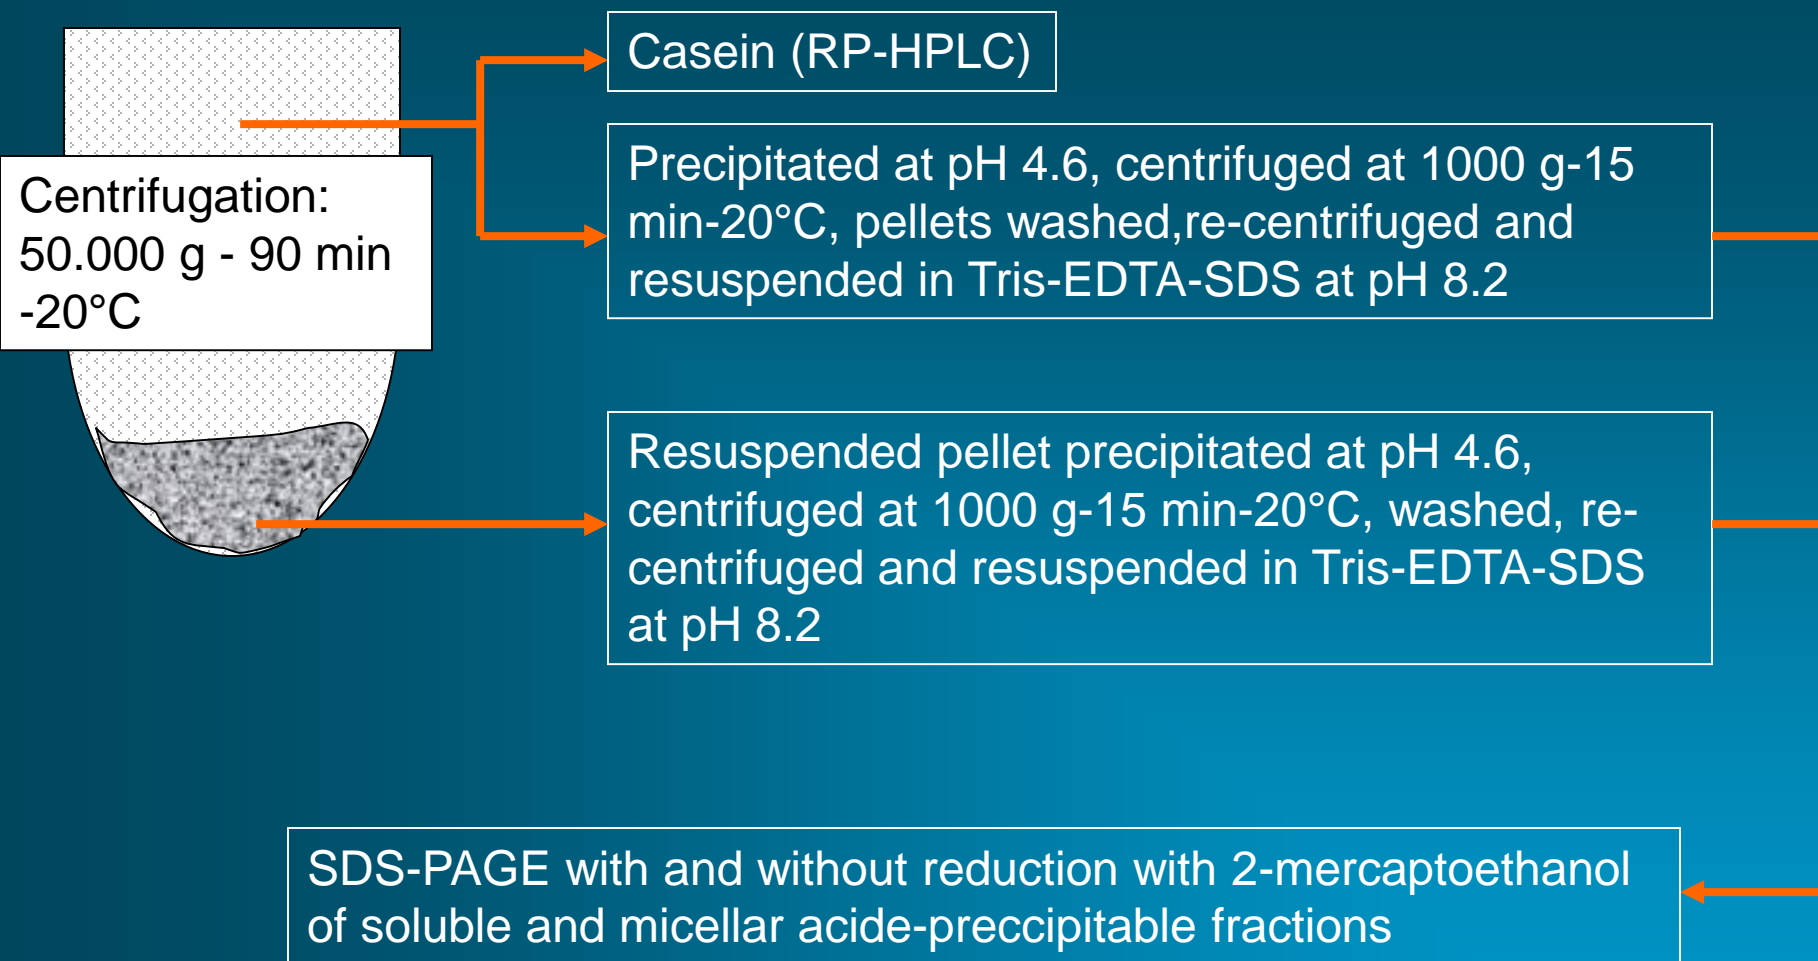 Casein (RP-HPLC)
Centrifugation:
50.000 g - 90 min
-20°C
Precipitated at pH 4.6, centrifuged at 1000 g-15
min-20°C, pellets washed,re-centrifuged and
resuspended in Tris-EDTA-SDS at pH 8.2
Resuspended pellet precipitated at pH 4.6,
centrifuged at 1000 g-15 min-20°C, washed, re-
centrifuged and resuspended in Tris-EDTA-SDS
at pH 8.2
SDS-PAGE with and without reduction with 2-mercaptoethanol
of soluble and micellar acide-preccipitable fractions